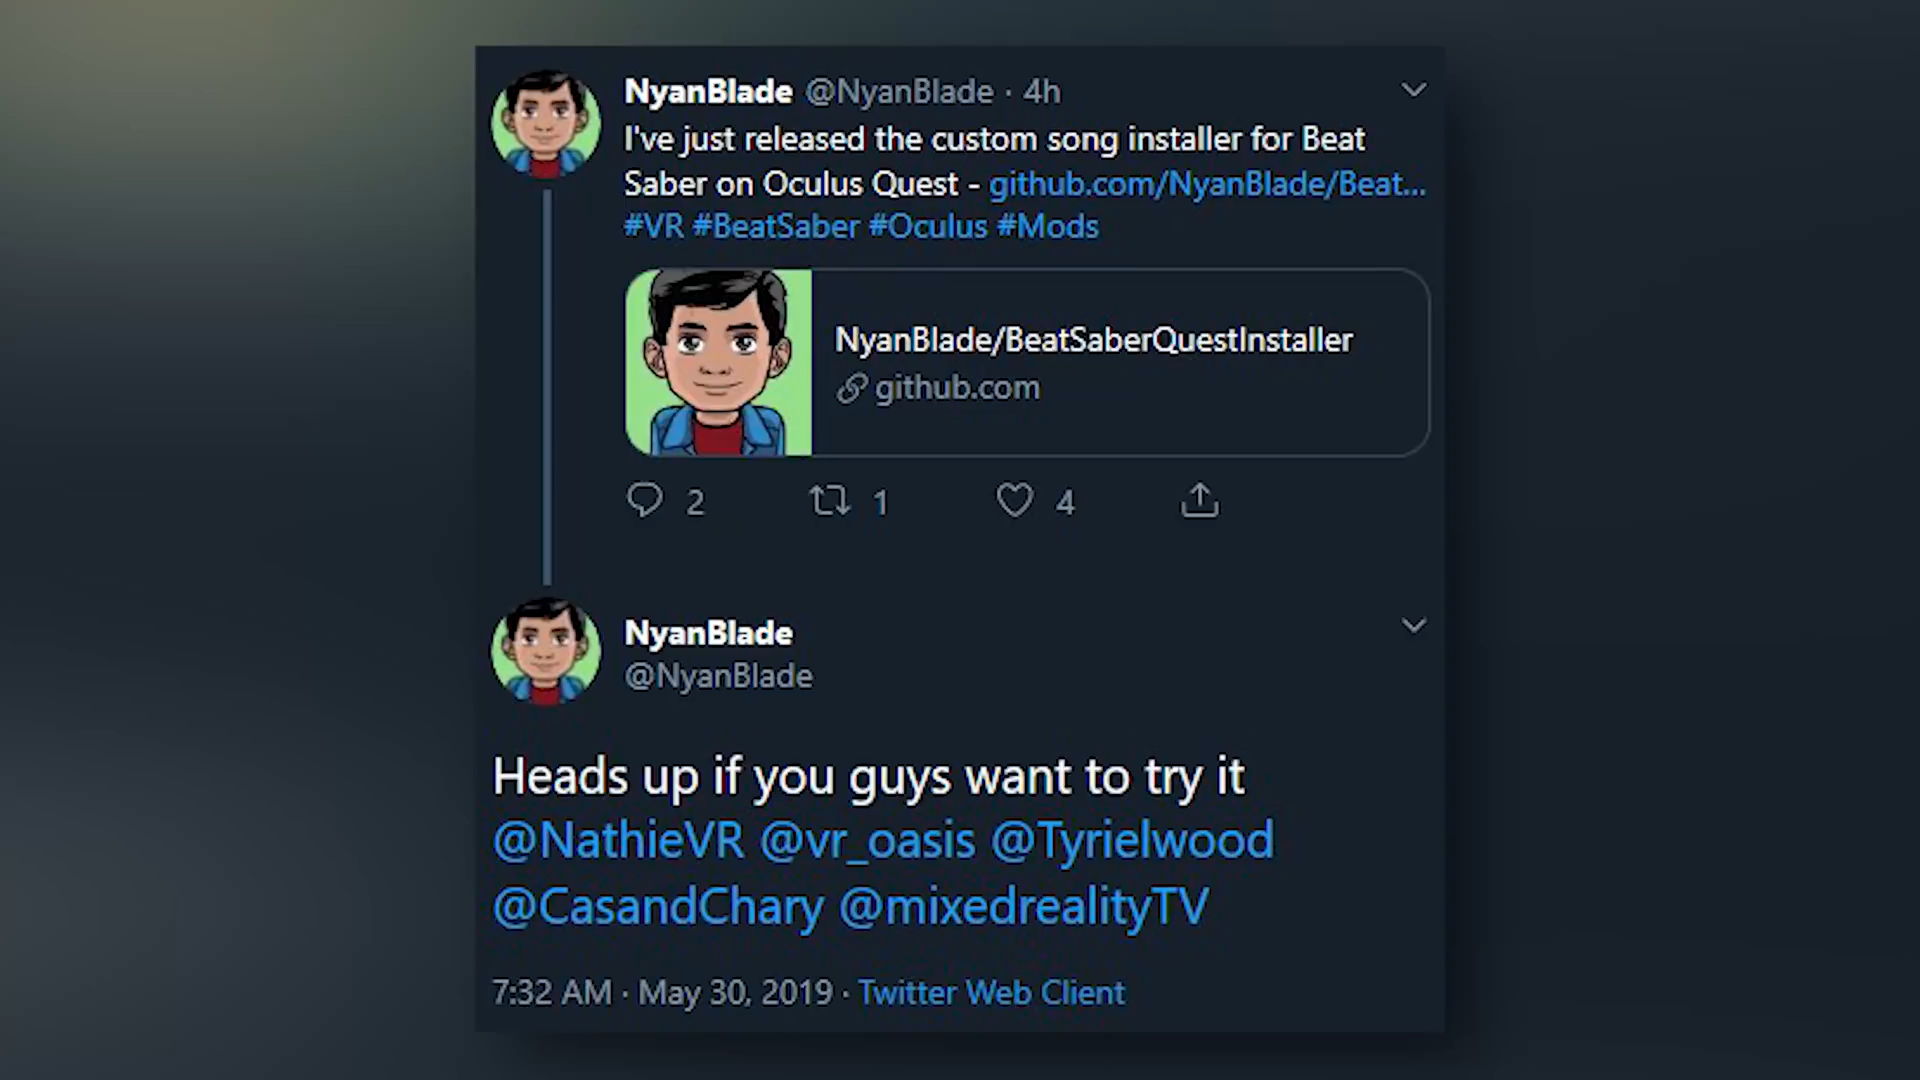 NyanBlade @NyanBlade · 4h
I've just released the custom song installer for Beat
Saber on Oculus Quest - github.com/NyanBlade/Beat...
#VR #BeatSaber #Oculus #Mods
NyanBlade/BeatSaberQuestInstaller
github.com
2 1 4
NyanBlade
@NyanBlade
Heads up if you guys want to try it
@NathieVR @vr_oasis @Tyrielwood
@CasandChary @mixedrealityTV
7:32 AM · May 30, 2019 · Twitter Web Client